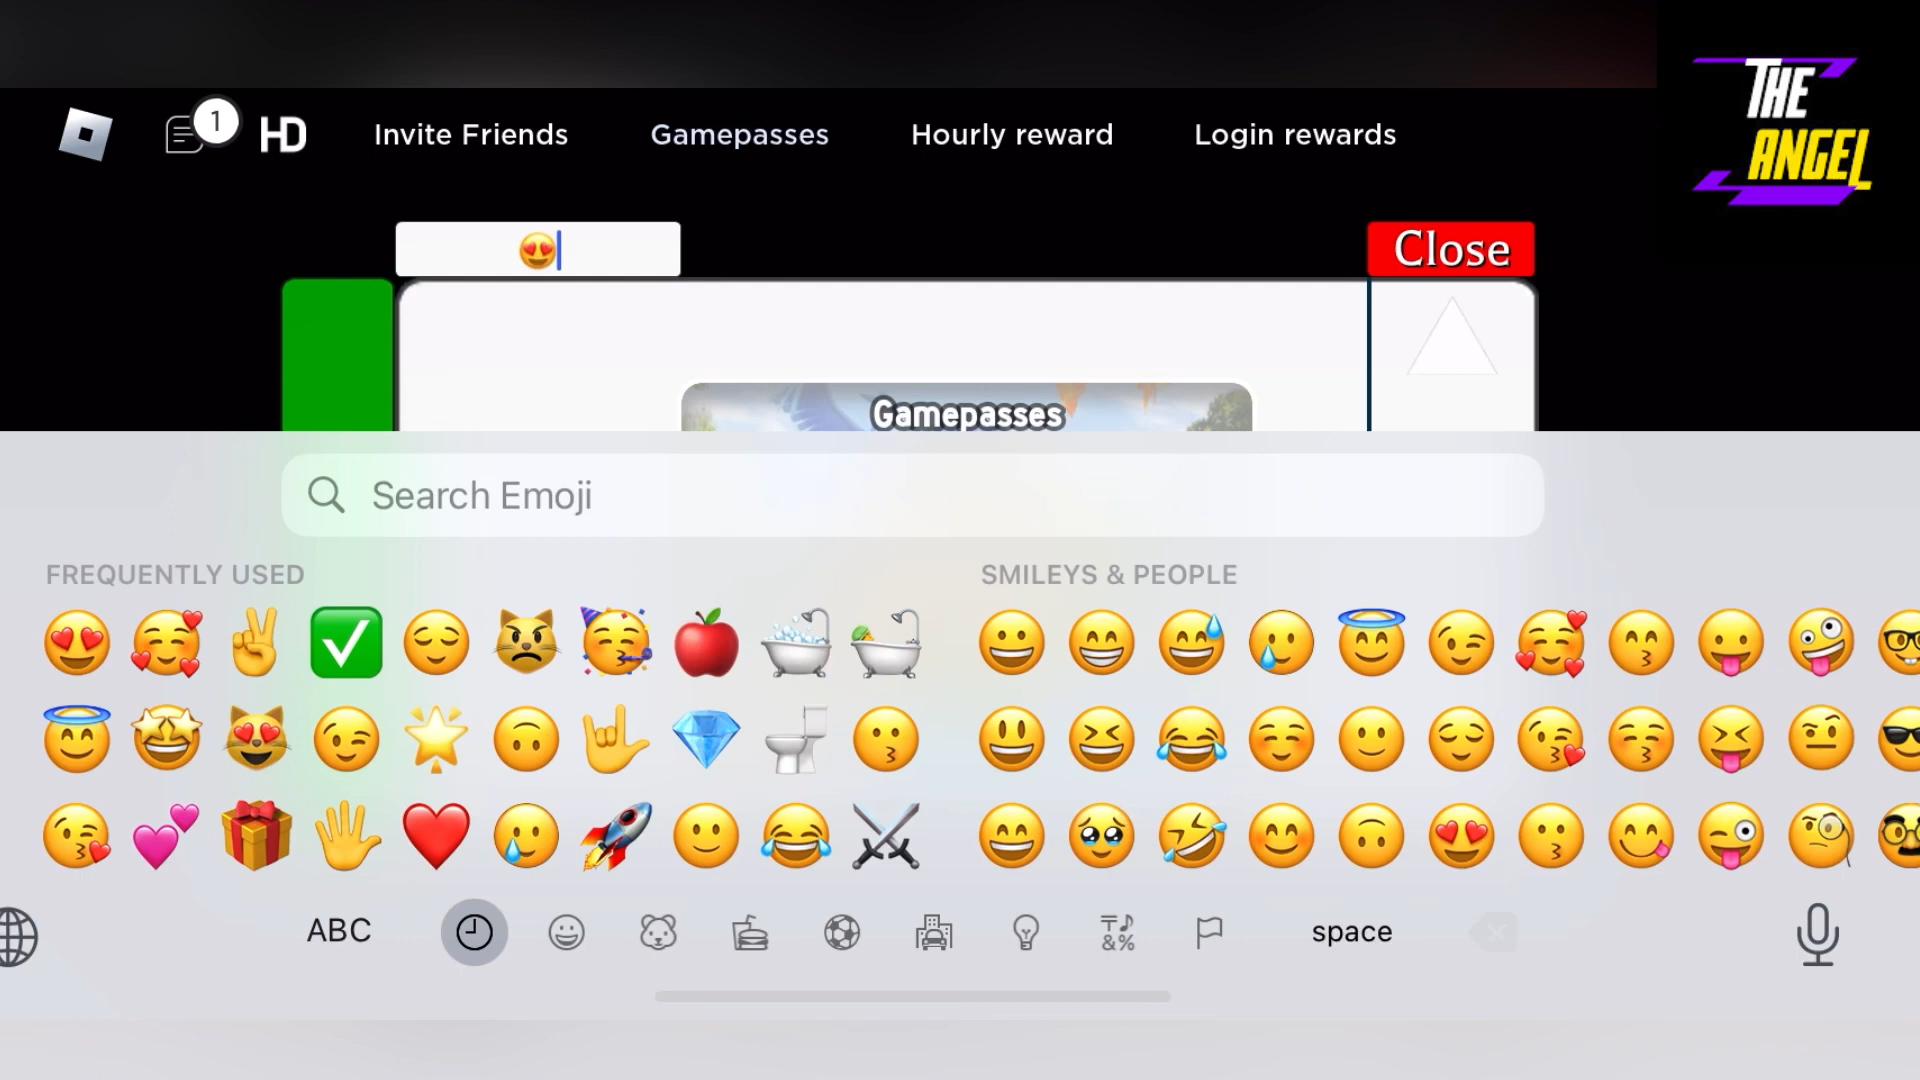 1
HD
Invite Friends
Gamepasses
Hourly reward
Login rewards
THE
ANGEL
😍
Close
Gamepasses
Search Emoji
FREQUENTLY USED
SMILEYS & PEOPLE
ABC
&%
space